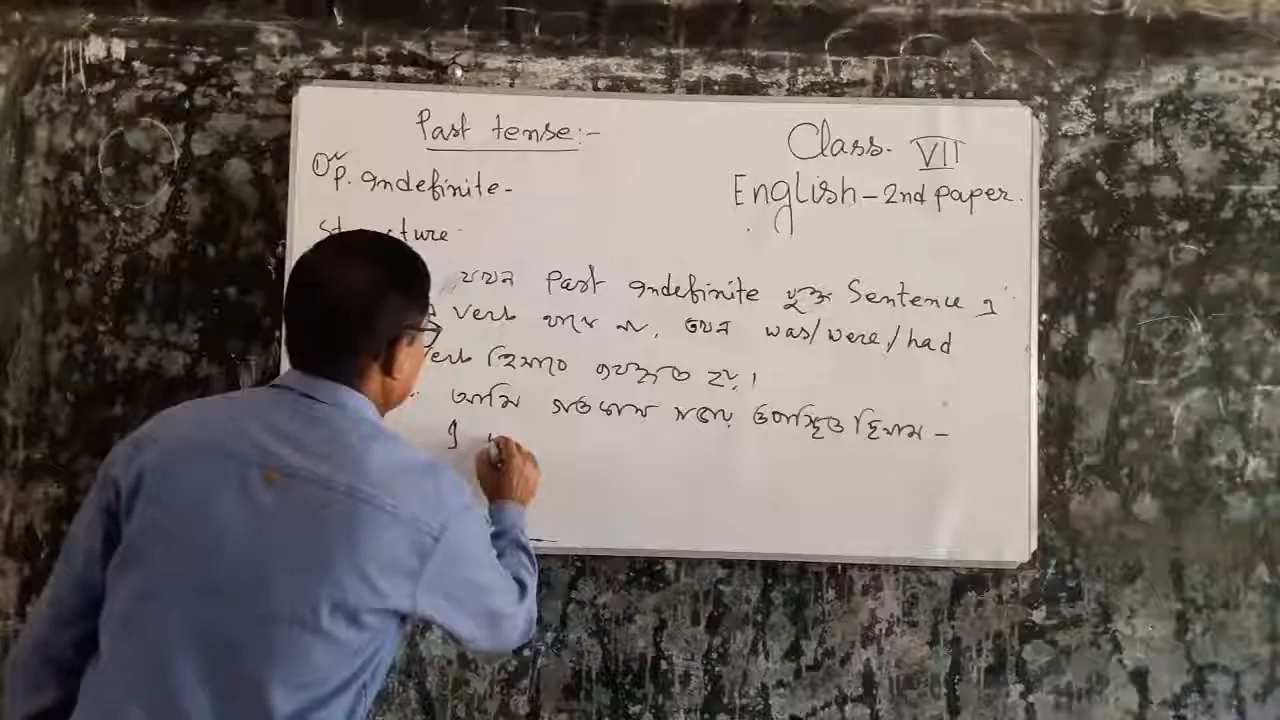 Past tense:-
Class. VII
English - 2nd paper.
P. Indefinite-
যখন Past Indefinite যুক্ত Sentence এ
Verb থাকে না, তখন was/were/had
Verb হিসাবে ব্যবহৃত হয়।
আমি গতকাল সভায় উপস্থিত ছিলাম -
I